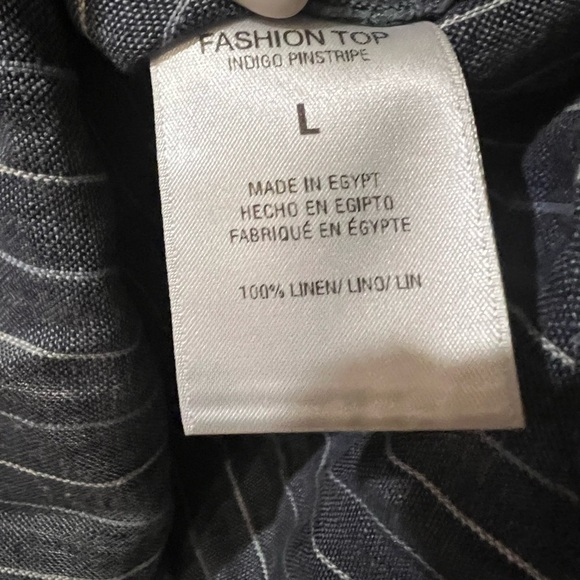 FASHION TOP
INDIGO PINSTRIPE
L
MADE IN EGYPT
HECHO EN EGIPTO
FABRIQUÉ EN ÉGYPTE
100% LINEN/ LINO/ LIN